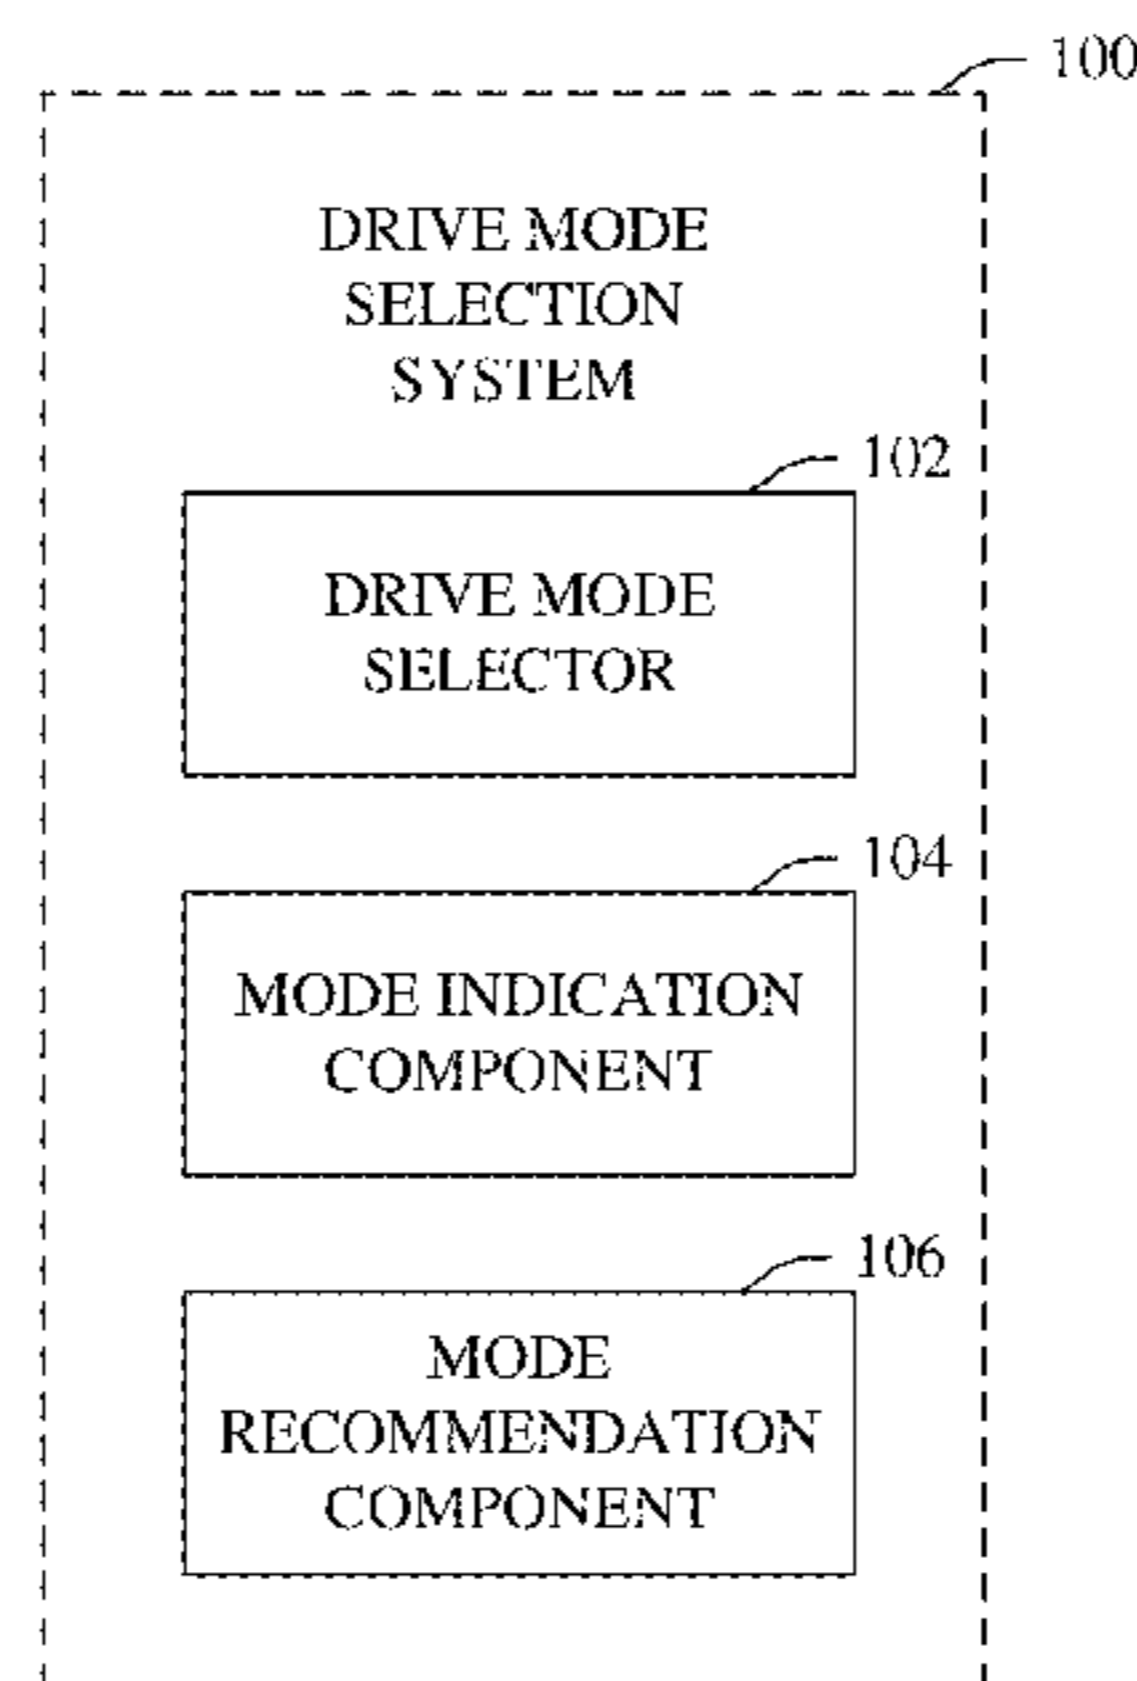 100
DRIVE MODE
SELECTION
SYSTEM
102
DRIVE MODE
SELECTOR
104
MODE INDICATION
COMPONENT
106
MODE
RECOMMENDATION
COMPONENT